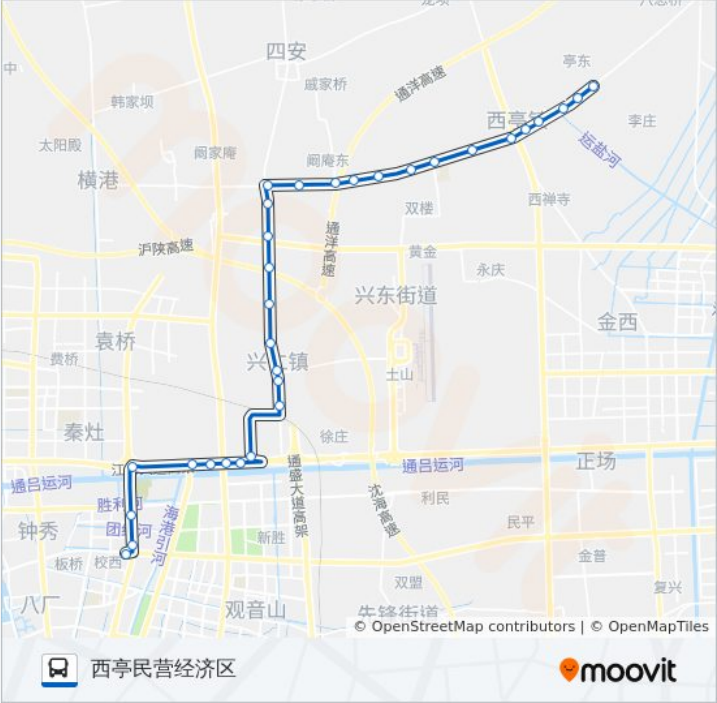 四安
亭东
中
戚家桥
通洋高速
韩家坝
西亭镇
李庄
太阳殿
阚家庵
阚庵东
运盐河
横港
西禅寺
双楼
通洋高速
沪陕高速
黄金
永庆
兴东街道
金西
袁桥
费桥
兴仁镇
土山
秦灶
徐庄
正场
通吕运河
通吕运河
通盛大道高架
沈海高速
利民
胜利河
海港引河
钟秀
团结河
新胜
民平
板桥
校西
金普
双盟
复兴
八厂
观音山
先锋街道
© OpenStreetMap contributors | © OpenMapTiles
西亭民营经济区
moovit